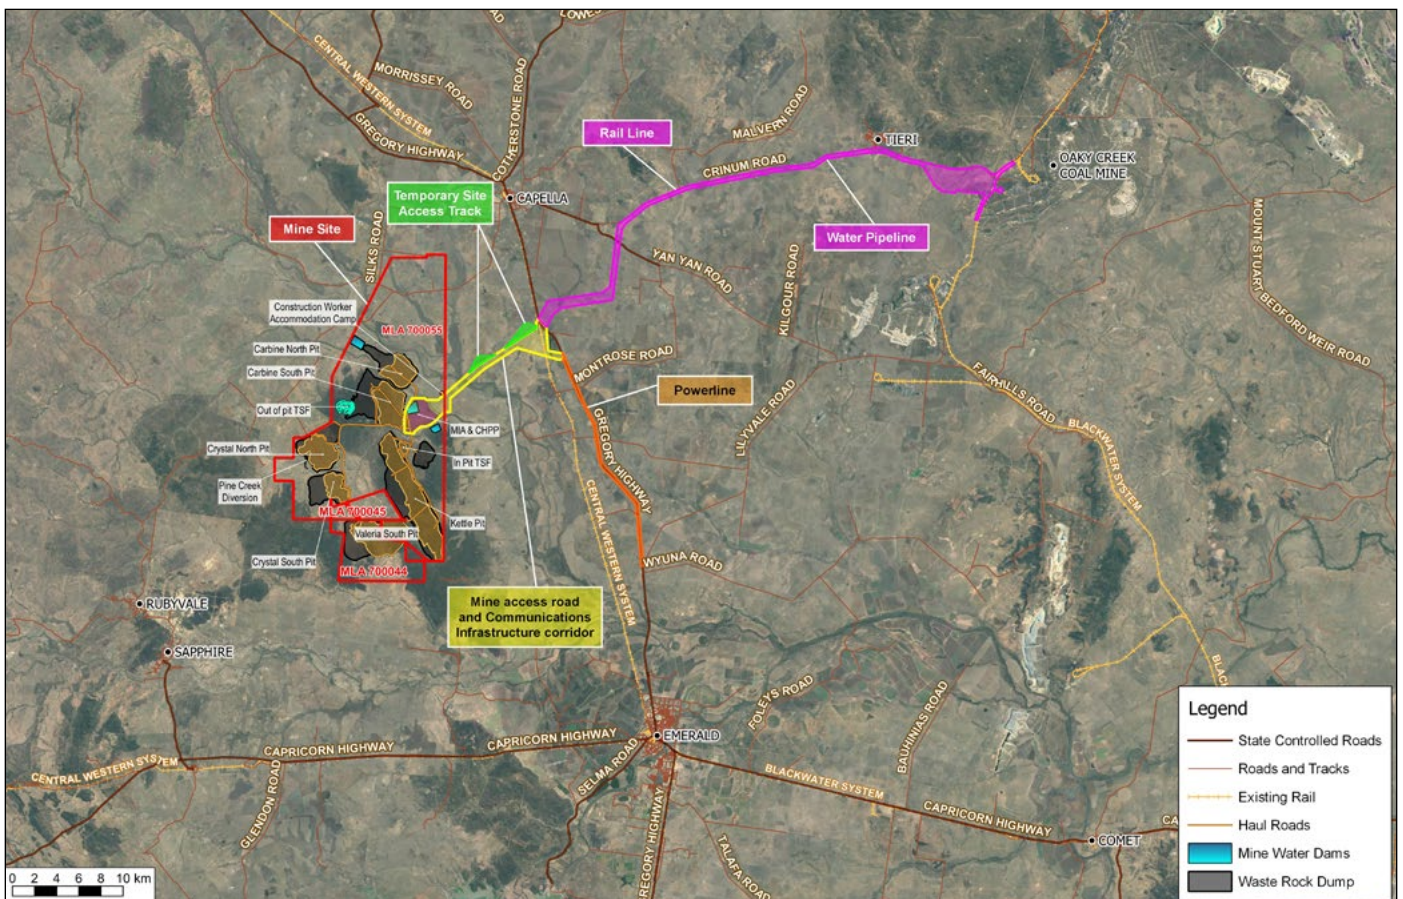 LOWES
CENTRAL WESTERN SYSTEM
MORRISSEY ROAD
COTHERSTONE ROAD
GREGORY HIGHWAY
MALVERN ROAD
Rail Line
TIERI
CRINUM ROAD
OAKY CREEK
COAL MINE
Temporary Site
Access Track
CAPELLA
Mine Site
SILKS ROAD
Water Pipeline
MOUNT STUART BEDFORD WEIR ROAD
YAN YAN ROAD
KILGOUR ROAD
Construction Worker
Accommodation Camp
MLA 700055
Carbine North Pit
Carbine South Pit
MONTROSE ROAD
Powerline
FAIRHILLS ROAD
Out of pit TSF
MIA & CHPP
GREGORY HIGHWAY
LILYVALE ROAD
BLACKWATER SYSTEM
Crystal North Pit
In Pit TSF
Pine Creek
Diversion
CENTRAL WESTERN SYSTEM
MLA 700045
Kettle Pit
Valeria South Pit
Crystal South Pit
MLA 700044
WYUNA ROAD
Mine access road
and Communications
Infrastructure corridor
RUBYVALE
SAPPHIRE
FOLEYS ROAD
BAUHINIAS ROAD
EMERALD
CAPRICORN HIGHWAY
CAPRICORN HIGHWAY
SELMA ROAD
CENTRAL WESTERN SYSTEM
GLENDON ROAD
BLACKWATER SYSTEM
CAPRICORN HIGHWAY
COMET
CA
REGORY HIGHWAY
TALAFA ROAD
0 2 4 6 8 10 km
Legend
State Controlled Roads
Roads and Tracks
Existing Rail
Haul Roads
Mine Water Dams
Waste Rock Dump